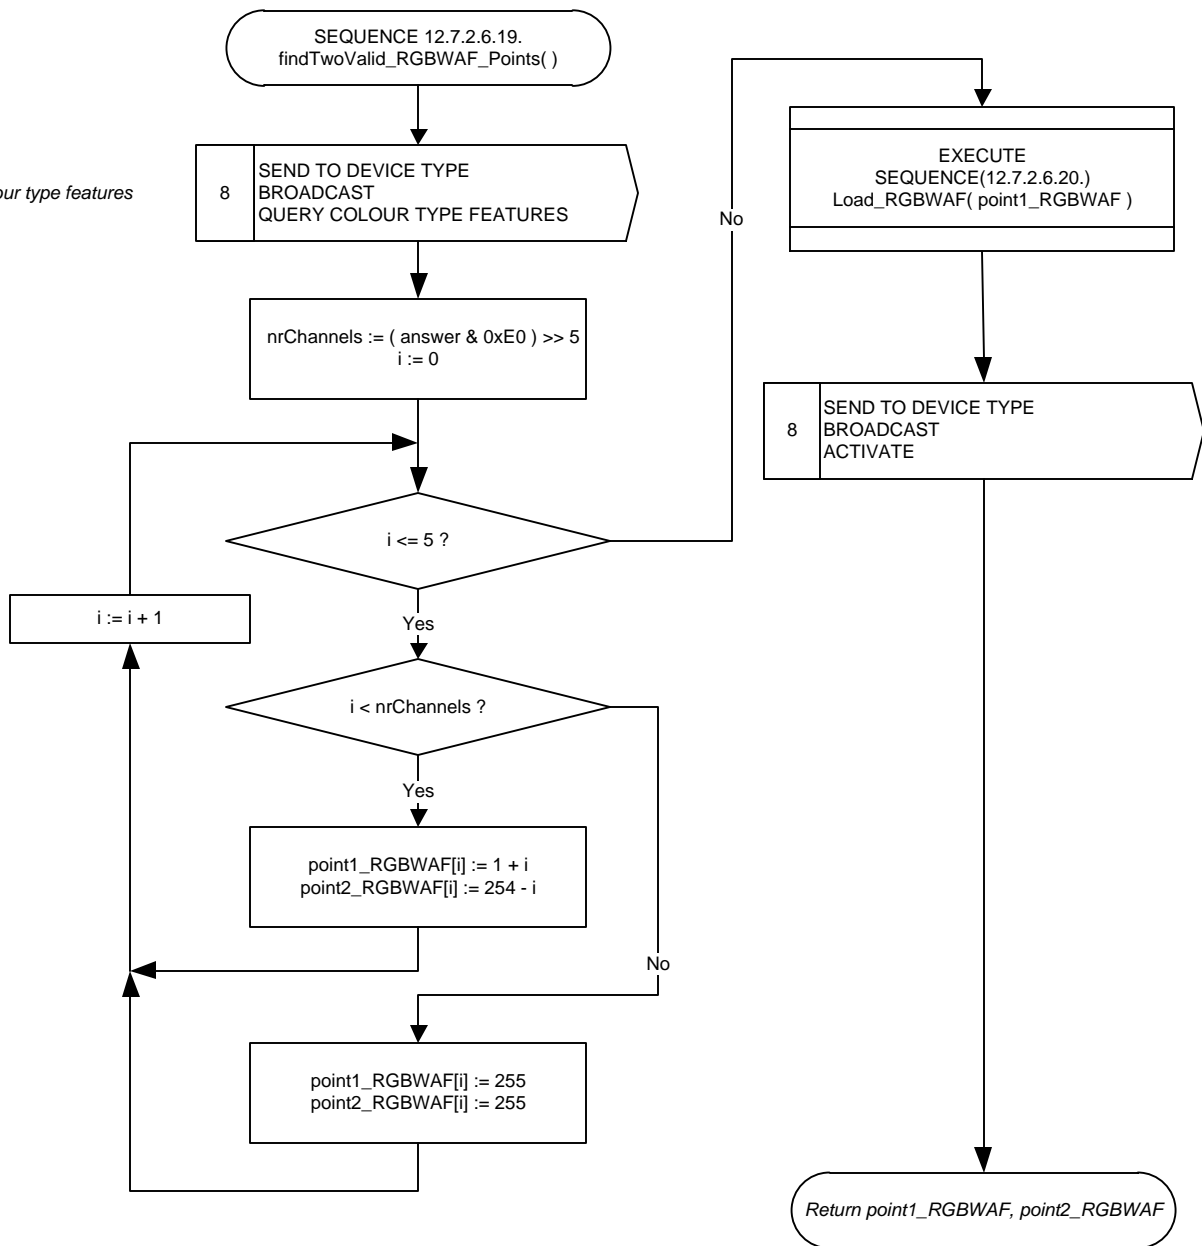 SEQUENCE 12.7.2.6.19.
findTwoValid_RGBWAF_Points( )
our type features
8
SEND TO DEVICE TYPE
BROADCAST
QUERY COLOUR TYPE FEATURES
nrChannels := ( answer & 0xE0 ) >> 5
i := 0
i <= 5 ?
No
Yes
i := i + 1
i < nrChannels ?
Yes
point1_RGBWAF[i] := 1 + i
point2_RGBWAF[i] := 254 - i
No
point1_RGBWAF[i] := 255
point2_RGBWAF[i] := 255
EXECUTE
SEQUENCE(12.7.2.6.20.)
Load_RGBWAF( point1_RGBWAF )
8
SEND TO DEVICE TYPE
BROADCAST
ACTIVATE
Return point1_RGBWAF, point2_RGBWAF